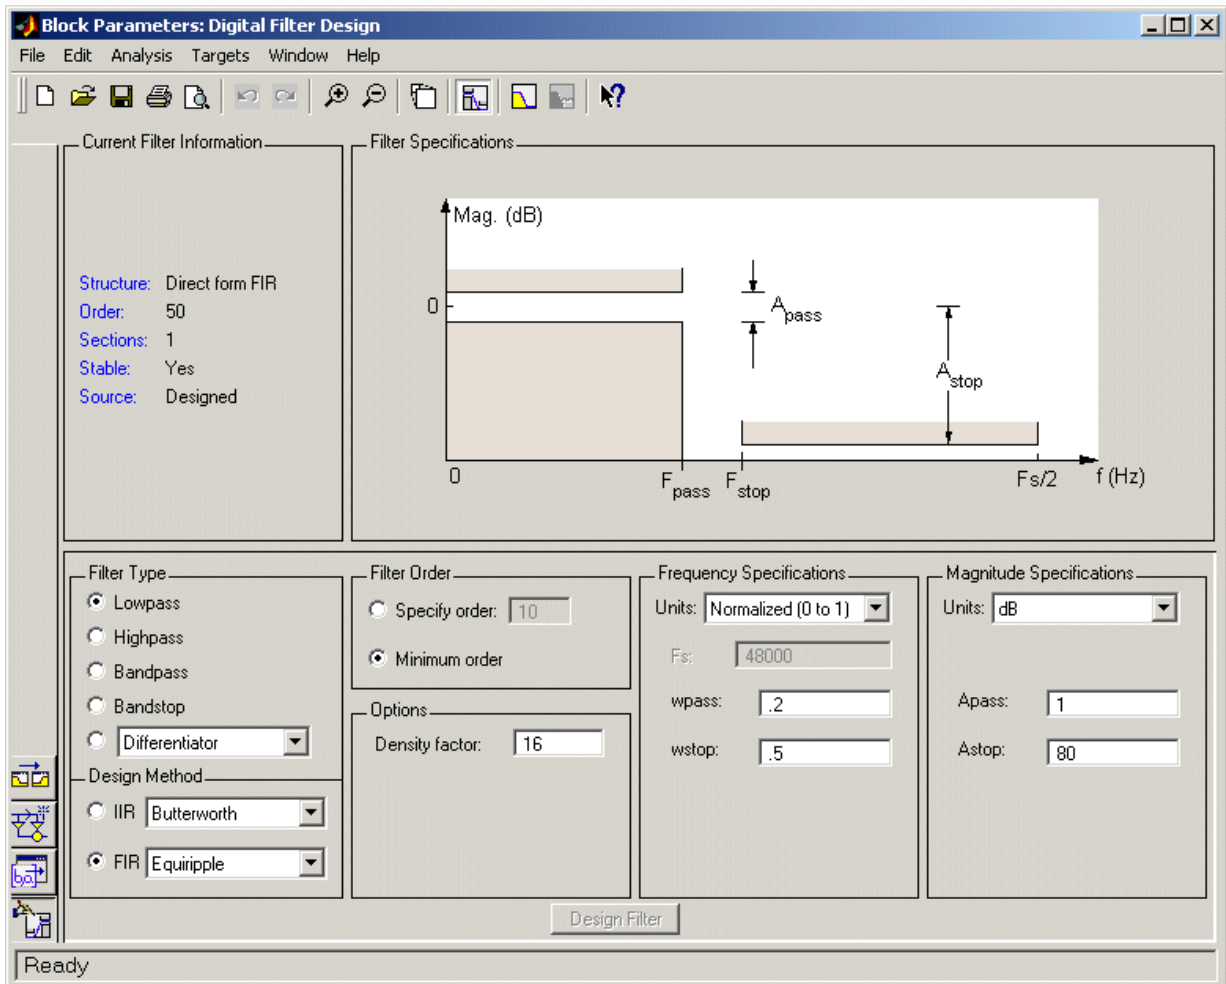 Block Parameters: Digital Filter Design
File Edit Analysis Targets Window Help
Current Filter Information
Structure: Direct form FIR
Order: 50
Sections: 1
Stable: Yes
Source: Designed
Filter Specifications
Mag. (dB)
0
A pass
A stop
0
F pass
F stop
Fs/2
f (Hz)
Filter Type
Lowpass
Highpass
Bandpass
Bandstop
Differentiator
Design Method
IIR Butterworth
FIR Equiripple
Filter Order
Specify order: 10
Minimum order
Options
Density factor: 16
Frequency Specifications
Units: Normalized (0 to 1)
Fs: 48000
wpass: .2
wstop: .5
Magnitude Specifications
Units: dB
Apass: 1
Astop: 80
[b,a]
Design Filter
Ready